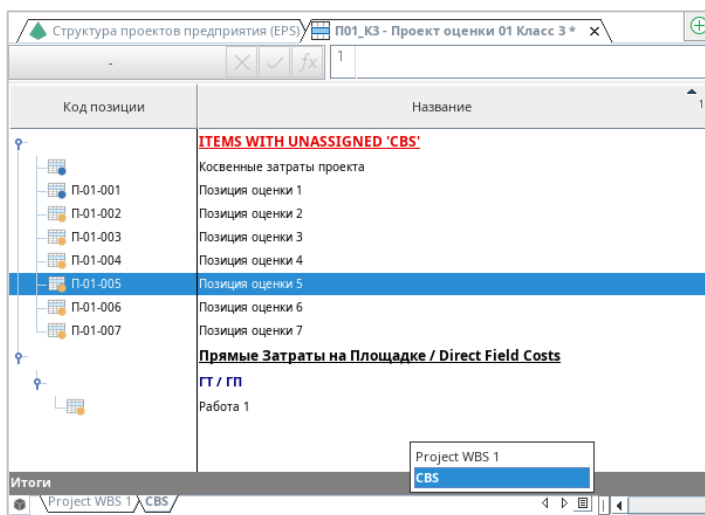 Структура проектов предприятия (EPS)
П01_КЗ - Проект оценки 01 Класс 3 * X
-
fx
1
Код позиции
Название
1
ITEMS WITH UNASSIGNED 'CBS'
Косвенные затраты проекта
П-01-001 Позиция оценки 1
П-01-002 Позиция оценки 2
П-01-003 Позиция оценки 3
П-01-004 Позиция оценки 4
П-01-005 Позиция оценки 5
П-01-006 Позиция оценки 6
П-01-007 Позиция оценки 7
Прямые Затраты на Площадке / Direct Field Costs
ГТ / ГП
Работа 1
Project WBS 1
CBS
Итоги
Project WBS 1 CBS